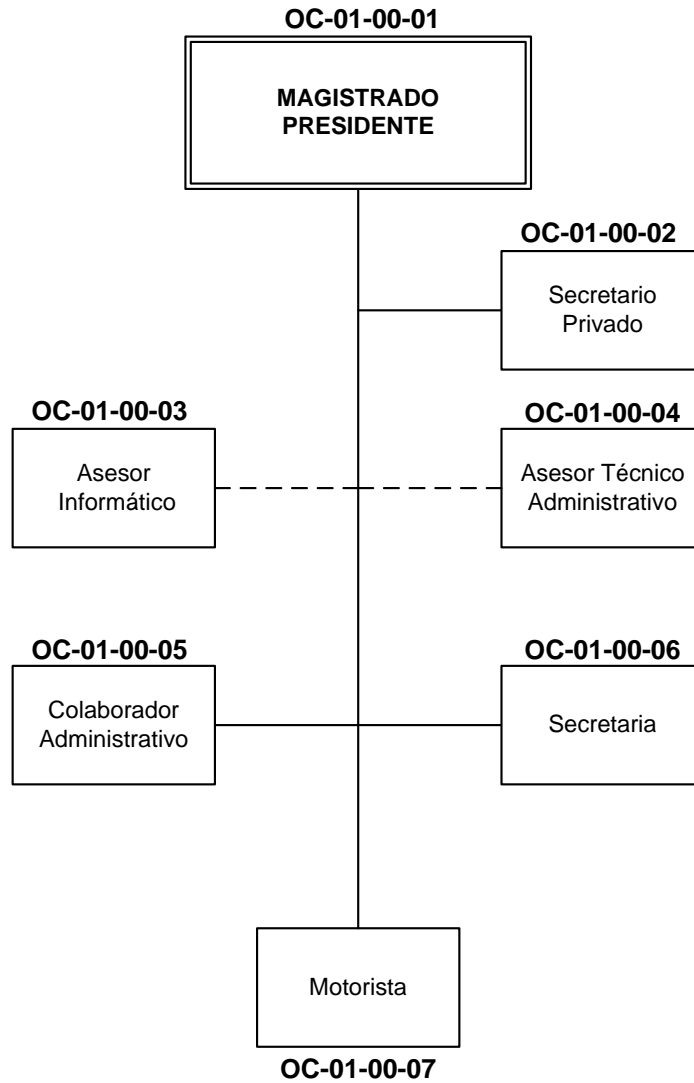 OC-01-00-01
MAGISTRADO
PRESIDENTE
OC-01-00-02
Secretario
Privado
OC-01-00-03
Asesor
Informático
OC-01-00-04
Asesor Técnico
Administrativo
OC-01-00-05
Colaborador
Administrativo
OC-01-00-06
Secretaria
Motorista
OC-01-00-07